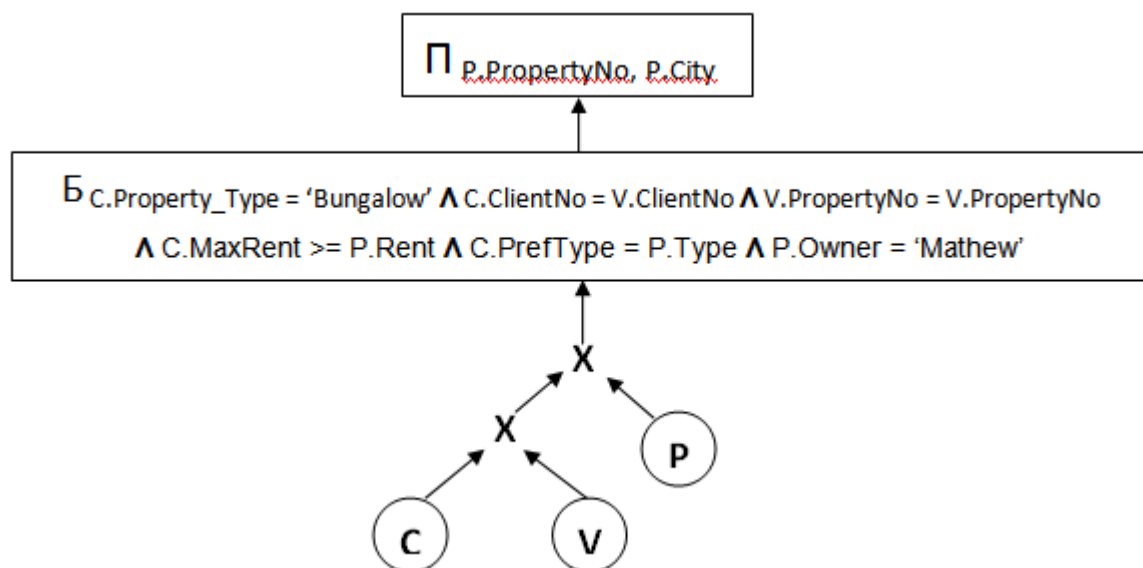 Π P.PropertyNo, P.City
Б C.Property_Type = ‘Bungalow’ Λ C.ClientNo = V.ClientNo Λ V.PropertyNo = V.PropertyNo
Λ C.MaxRent >= P.Rent Λ C.PrefType = P.Type Λ P.Owner = ‘Mathew’
X
X
P
C
V